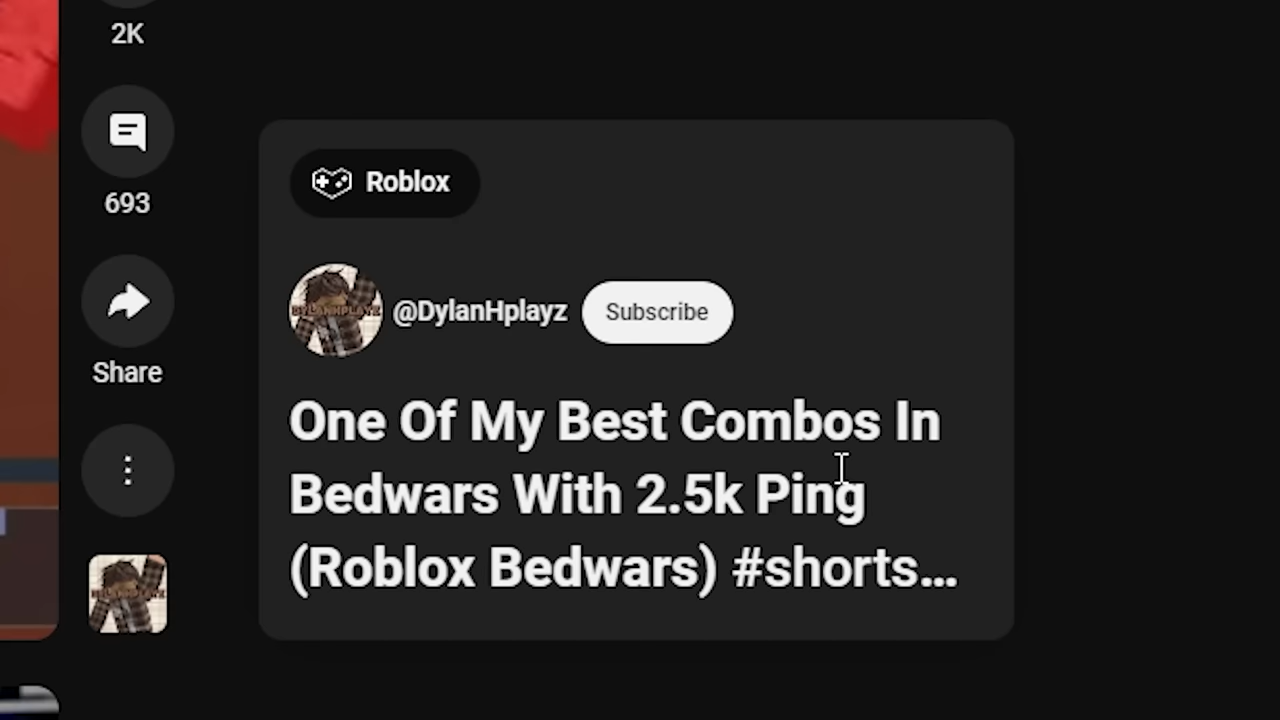 2K
693
Share
Roblox
DYLANHPLAYZ
@DylanHplayz
Subscribe
One Of My Best Combos In
Bedwars With 2.5k Ping
(Roblox Bedwars) #shorts...